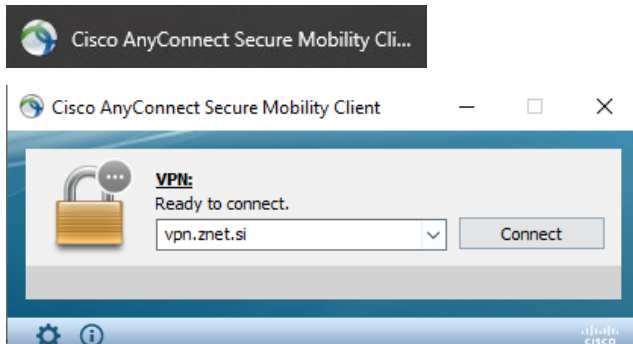 Cisco AnyConnect Secure Mobility Cli...
Cisco AnyConnect Secure Mobility Client
VPN:
Ready to connect.
vpn.znet.si
Connect
cisco